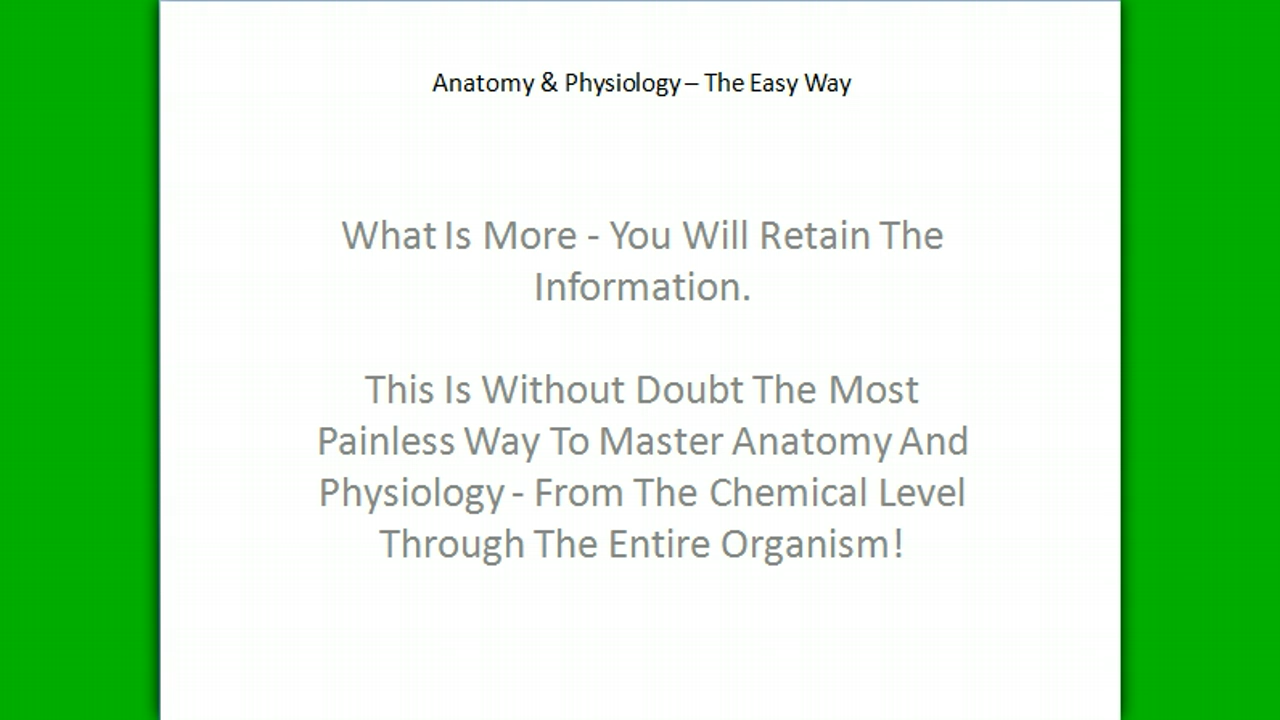 Anatomy & Physiology – The Easy Way
What Is More - You Will Retain The
Information.
This Is Without Doubt The Most
Painless Way To Master Anatomy And
Physiology - From The Chemical Level
Through The Entire Organism!